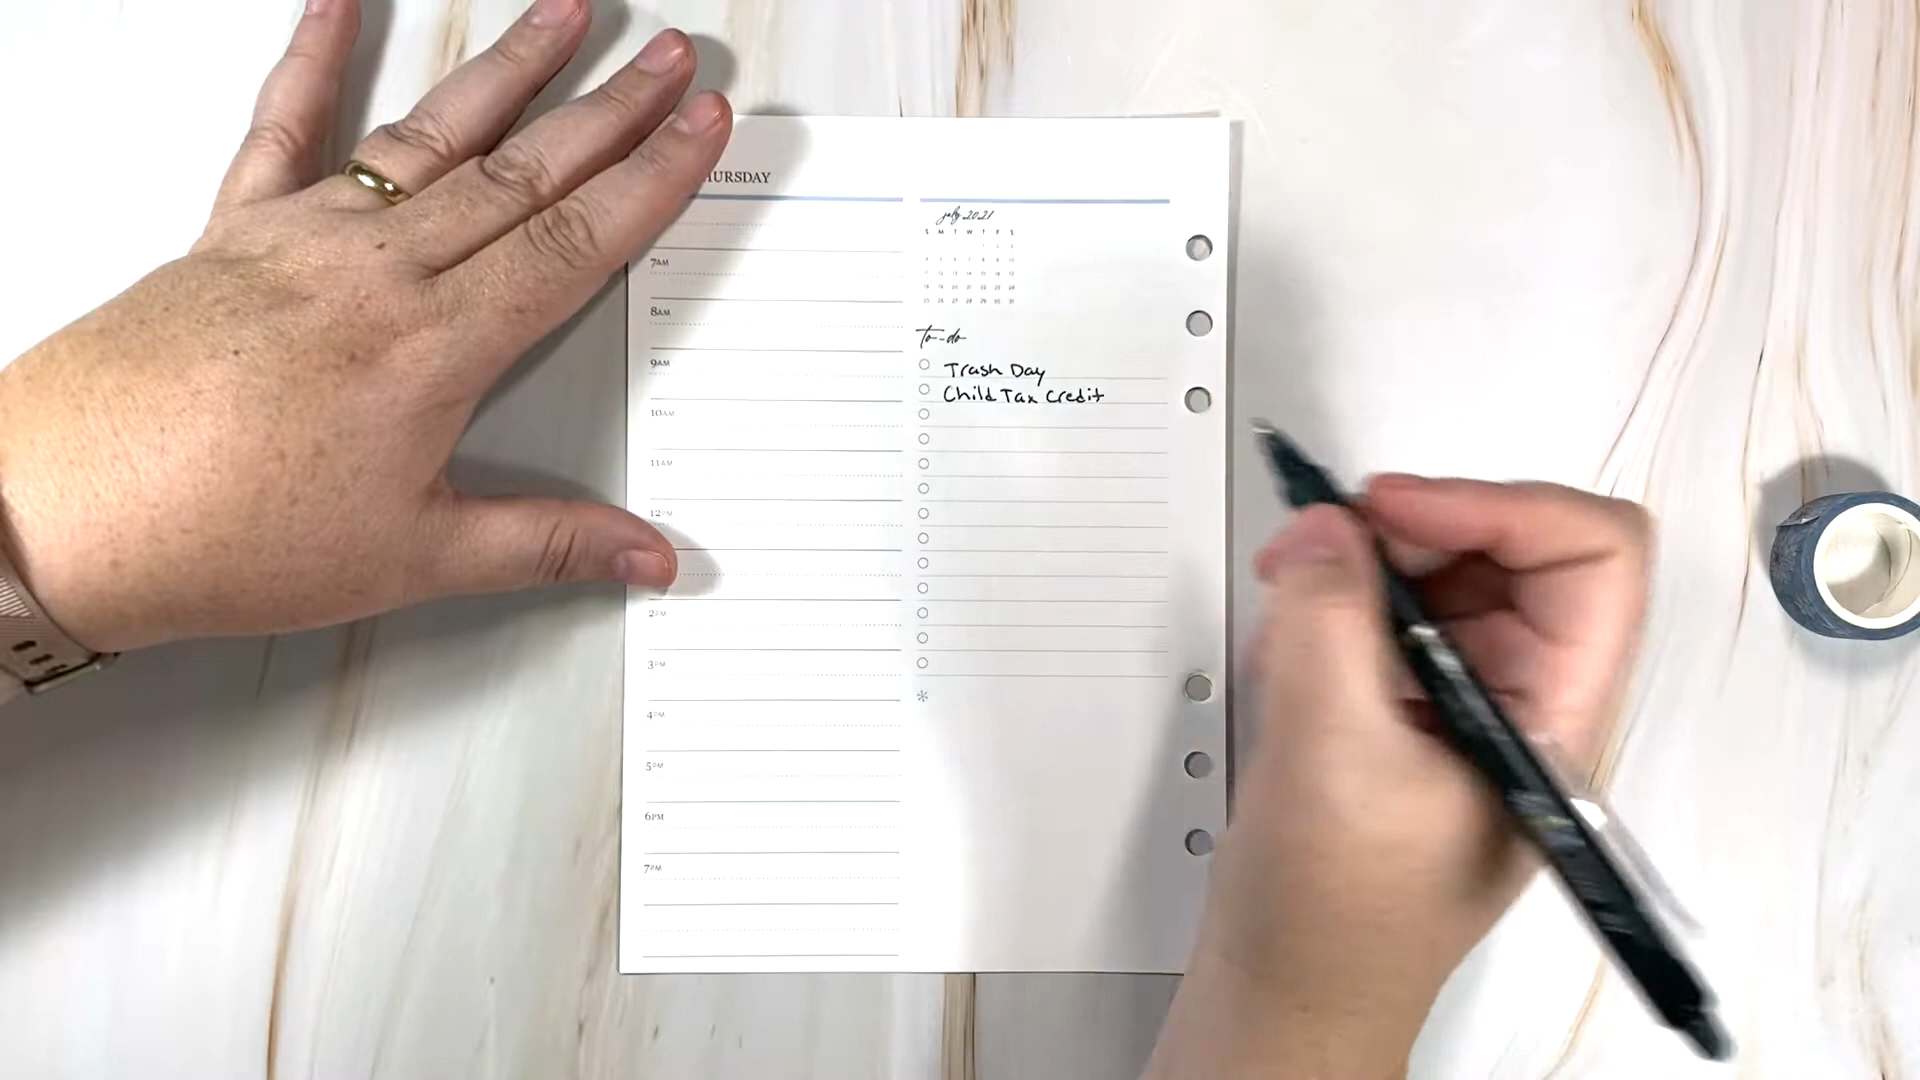 HURSDAY
july 2021
S M T W T F S
7AM
8AM
9AM
10AM
11AM
12PM
2PM
3PM
4PM
5PM
6PM
7PM
to-do
Trash Day
Child Tax Credit
*